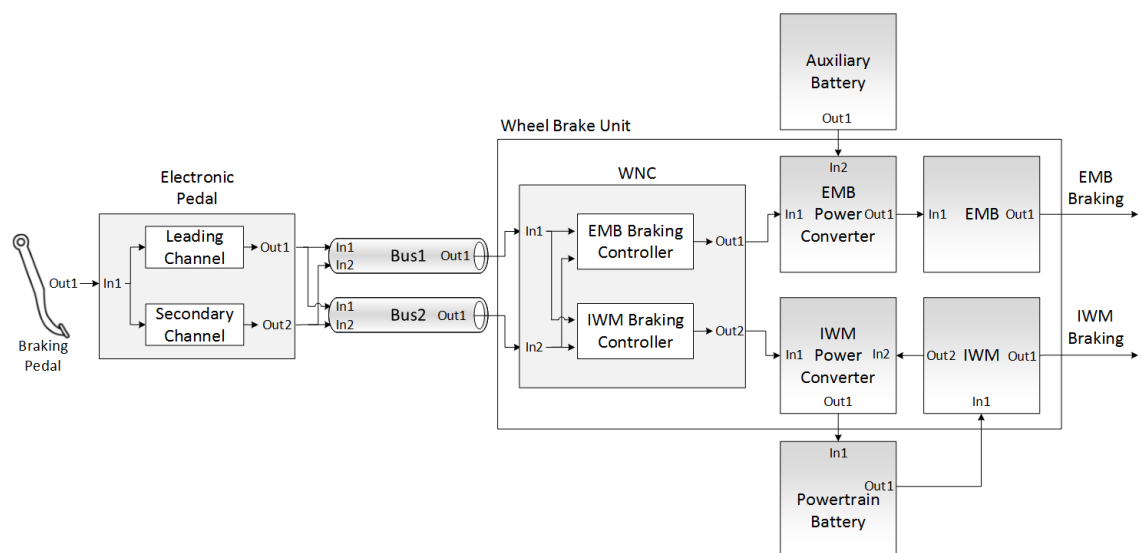 Braking
Pedal
Out1
Electronic
Pedal
In1
Leading
Channel
Out1
Secondary
Channel
Out2
In1
In2
Bus1
Out1
In1
In2
Bus2
Out1
Wheel Brake Unit
WNC
In1
In2
EMB Braking
Controller
Out1
IWM Braking
Controller
Out2
Auxiliary
Battery
Out1
In2
EMB
Power
Converter
In1
Out1
In1
EMB
Out1
EMB
Braking
IWM
Power
Converter
In1
In2
Out1
Out2
IWM
Out1
In1
IWM
Braking
In1
Out1
Powertrain
Battery